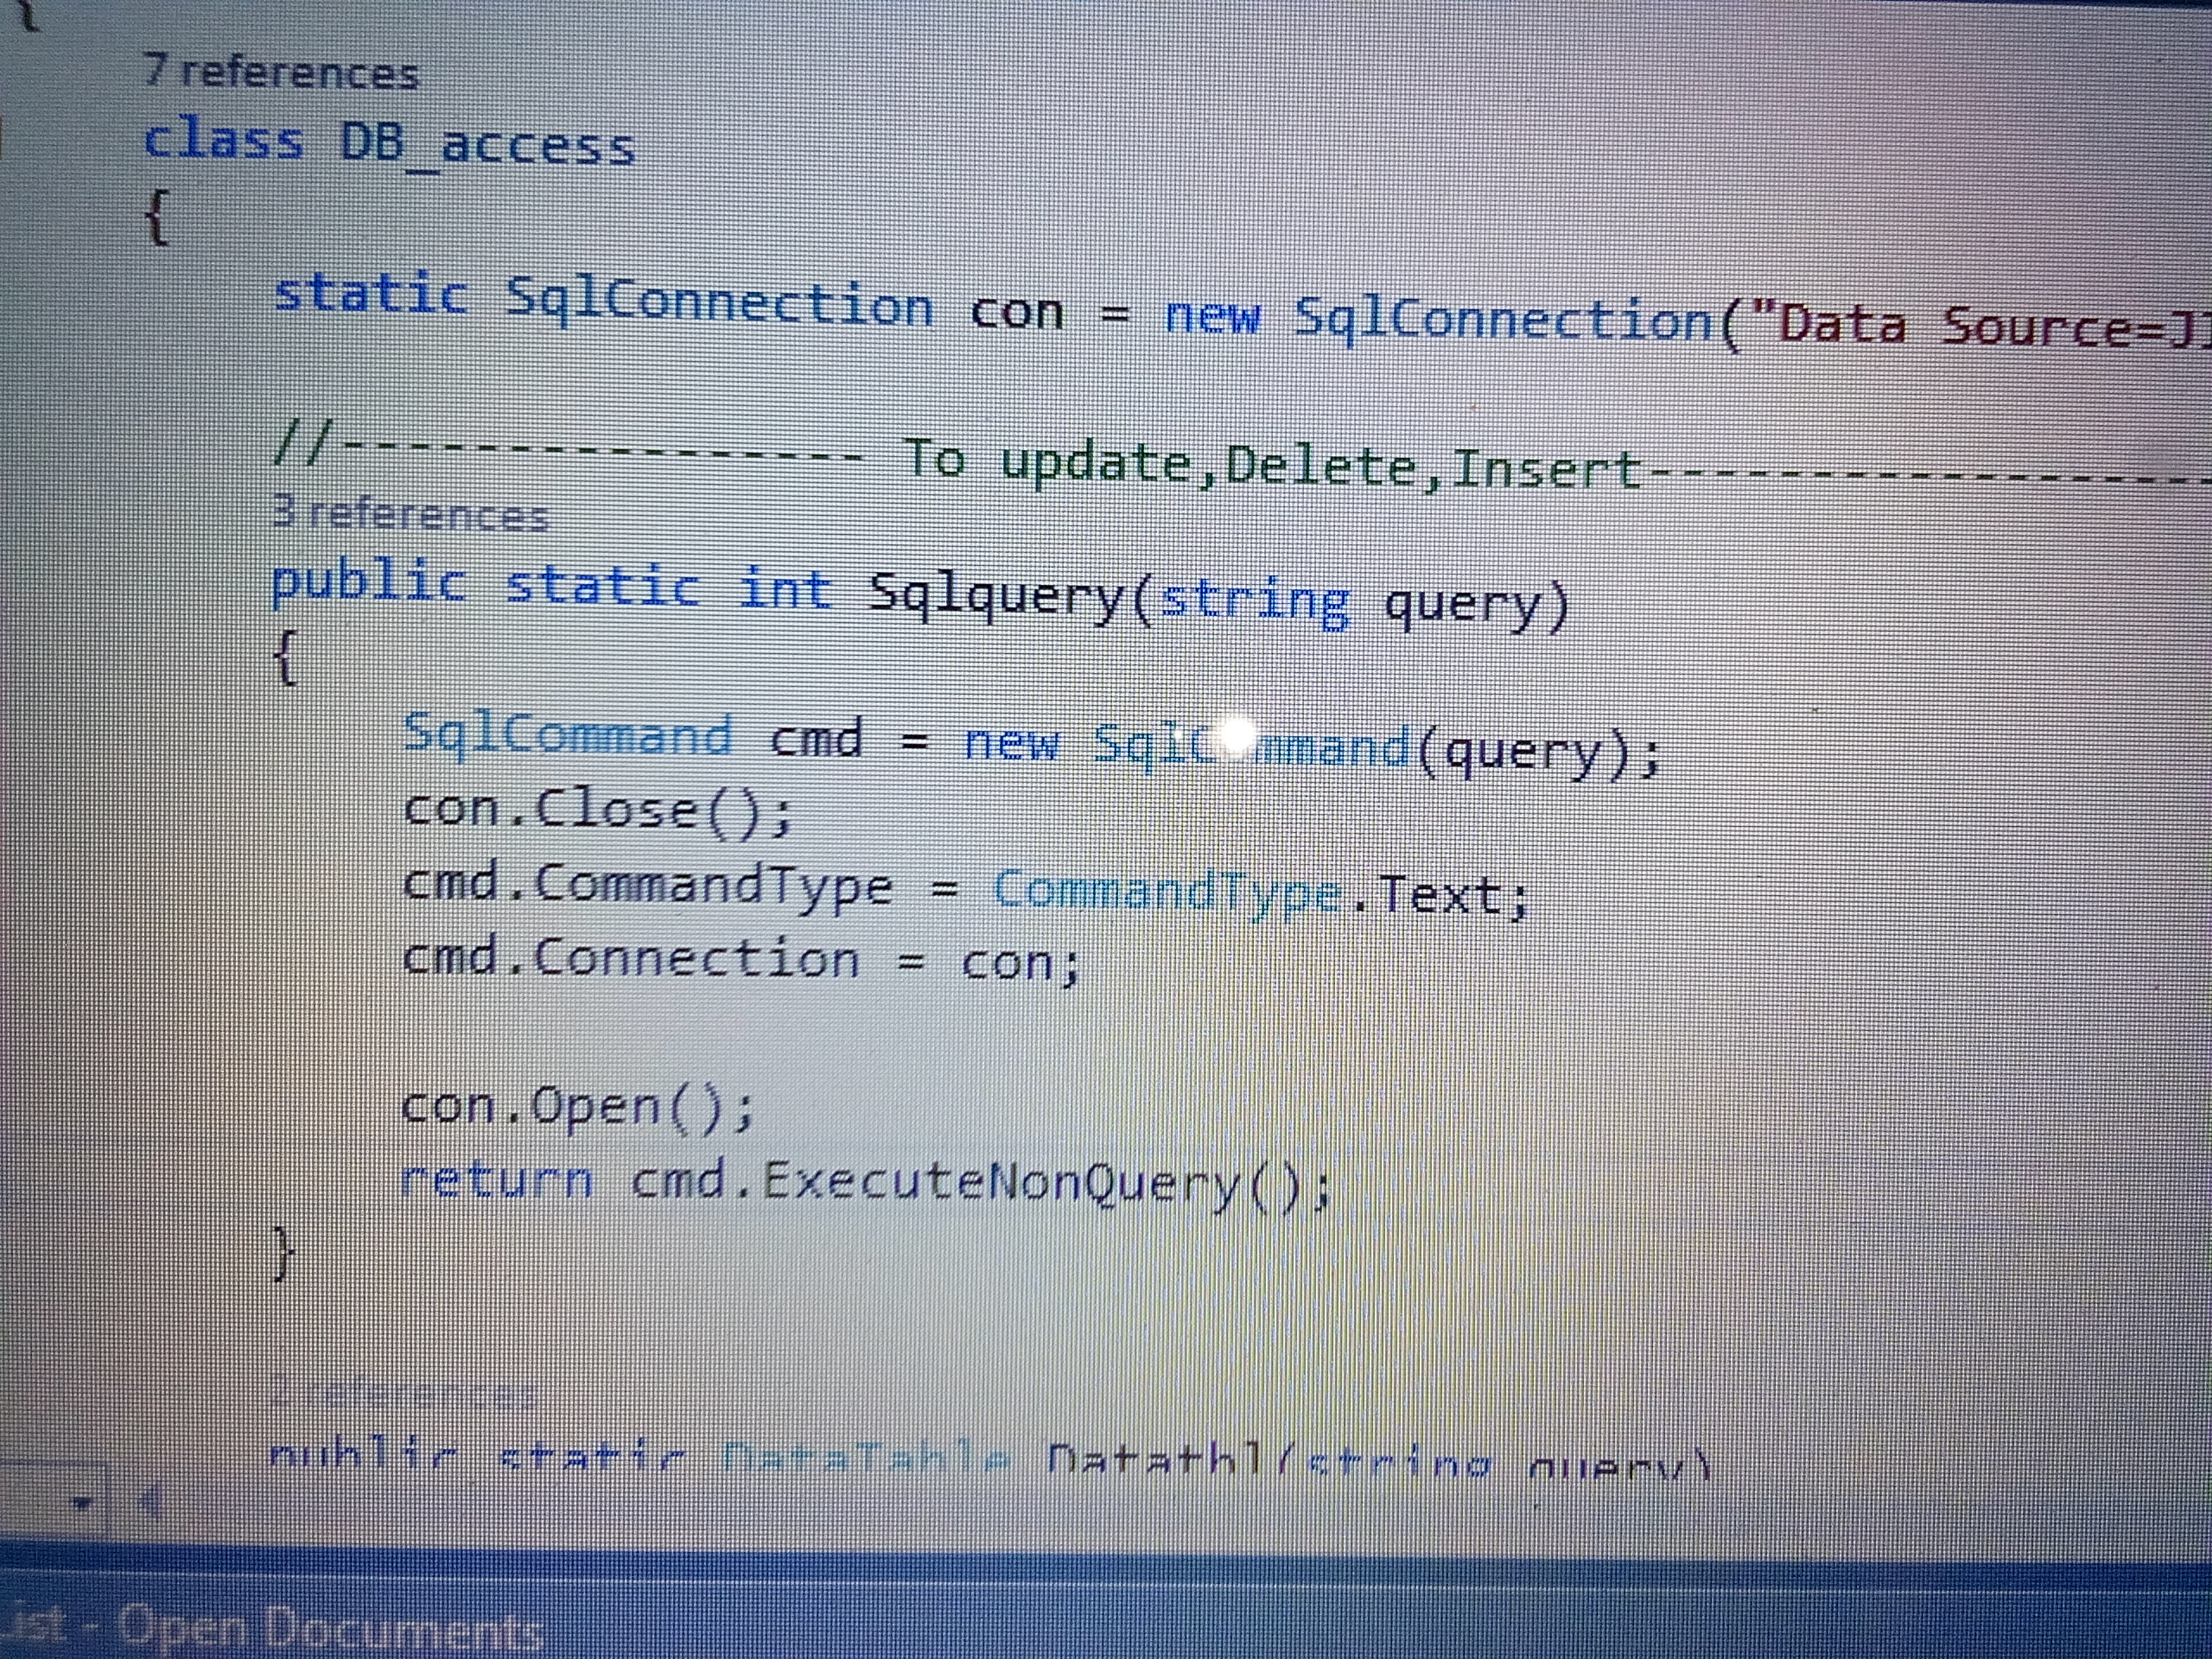 {
7 references
class DB_access
{
static SqlConnection con = new SqlConnection("Data Source=
//---------------- To update,Delete,Insert-----------------
3 references
public static int Sqlquery(string query)
{
SqlCommand cmd = new SqlCommand(query);
con.Close();
cmd.CommandType = CommandType.Text;
cmd.Connection = con;
con.Open();
return cmd.ExecuteNonQuery();
}
2 references
public static DataTable Datatbl(string query)
- Open Documents